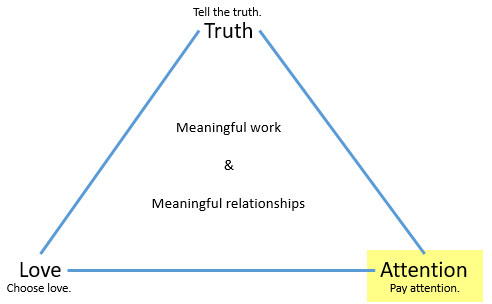 Tell the truth.
Truth
Meaningful work
&
Meaningful relationships
Love
Choose love.
Attention
Pay attention.